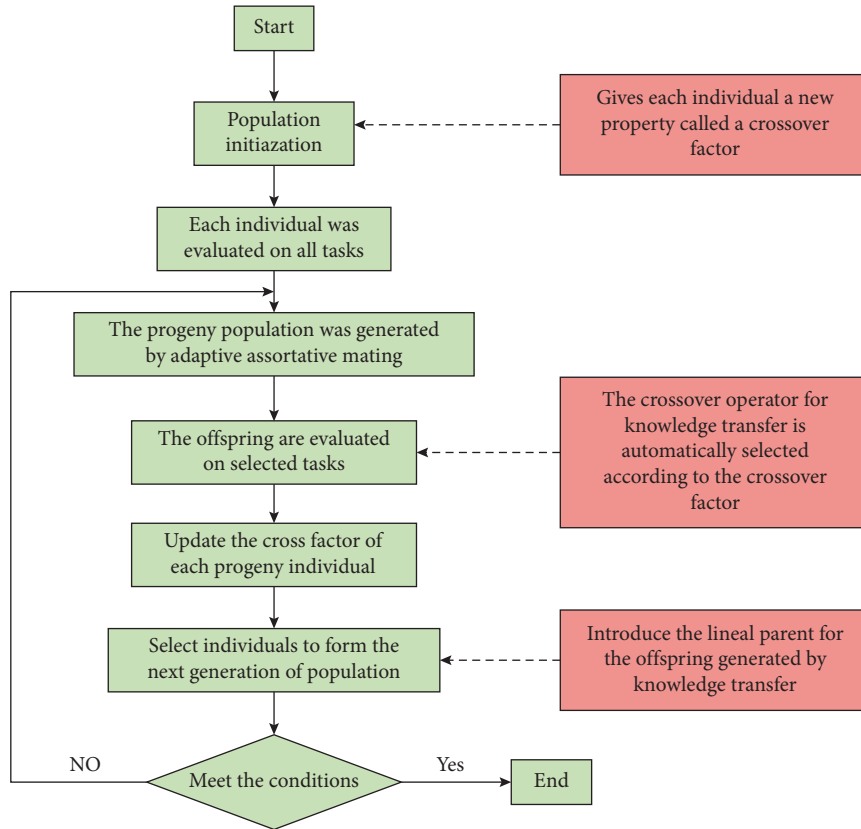 Start
Population
initiazation
Gives each individual a new
property called a crossover
factor
Each individual was
evaluated on all tasks
The progeny population was generated
by adaptive assortative mating
The offspring are evaluated
on selected tasks
The crossover operator for
knowledge transfer is
automatically selected
according to the crossover
factor
Update the cross factor of
each progeny individual
Select individuals to form the
next generation of population
Introduce the lineal parent for
the offspring generated by
knowledge transfer
NO
Meet the conditions
Yes
End